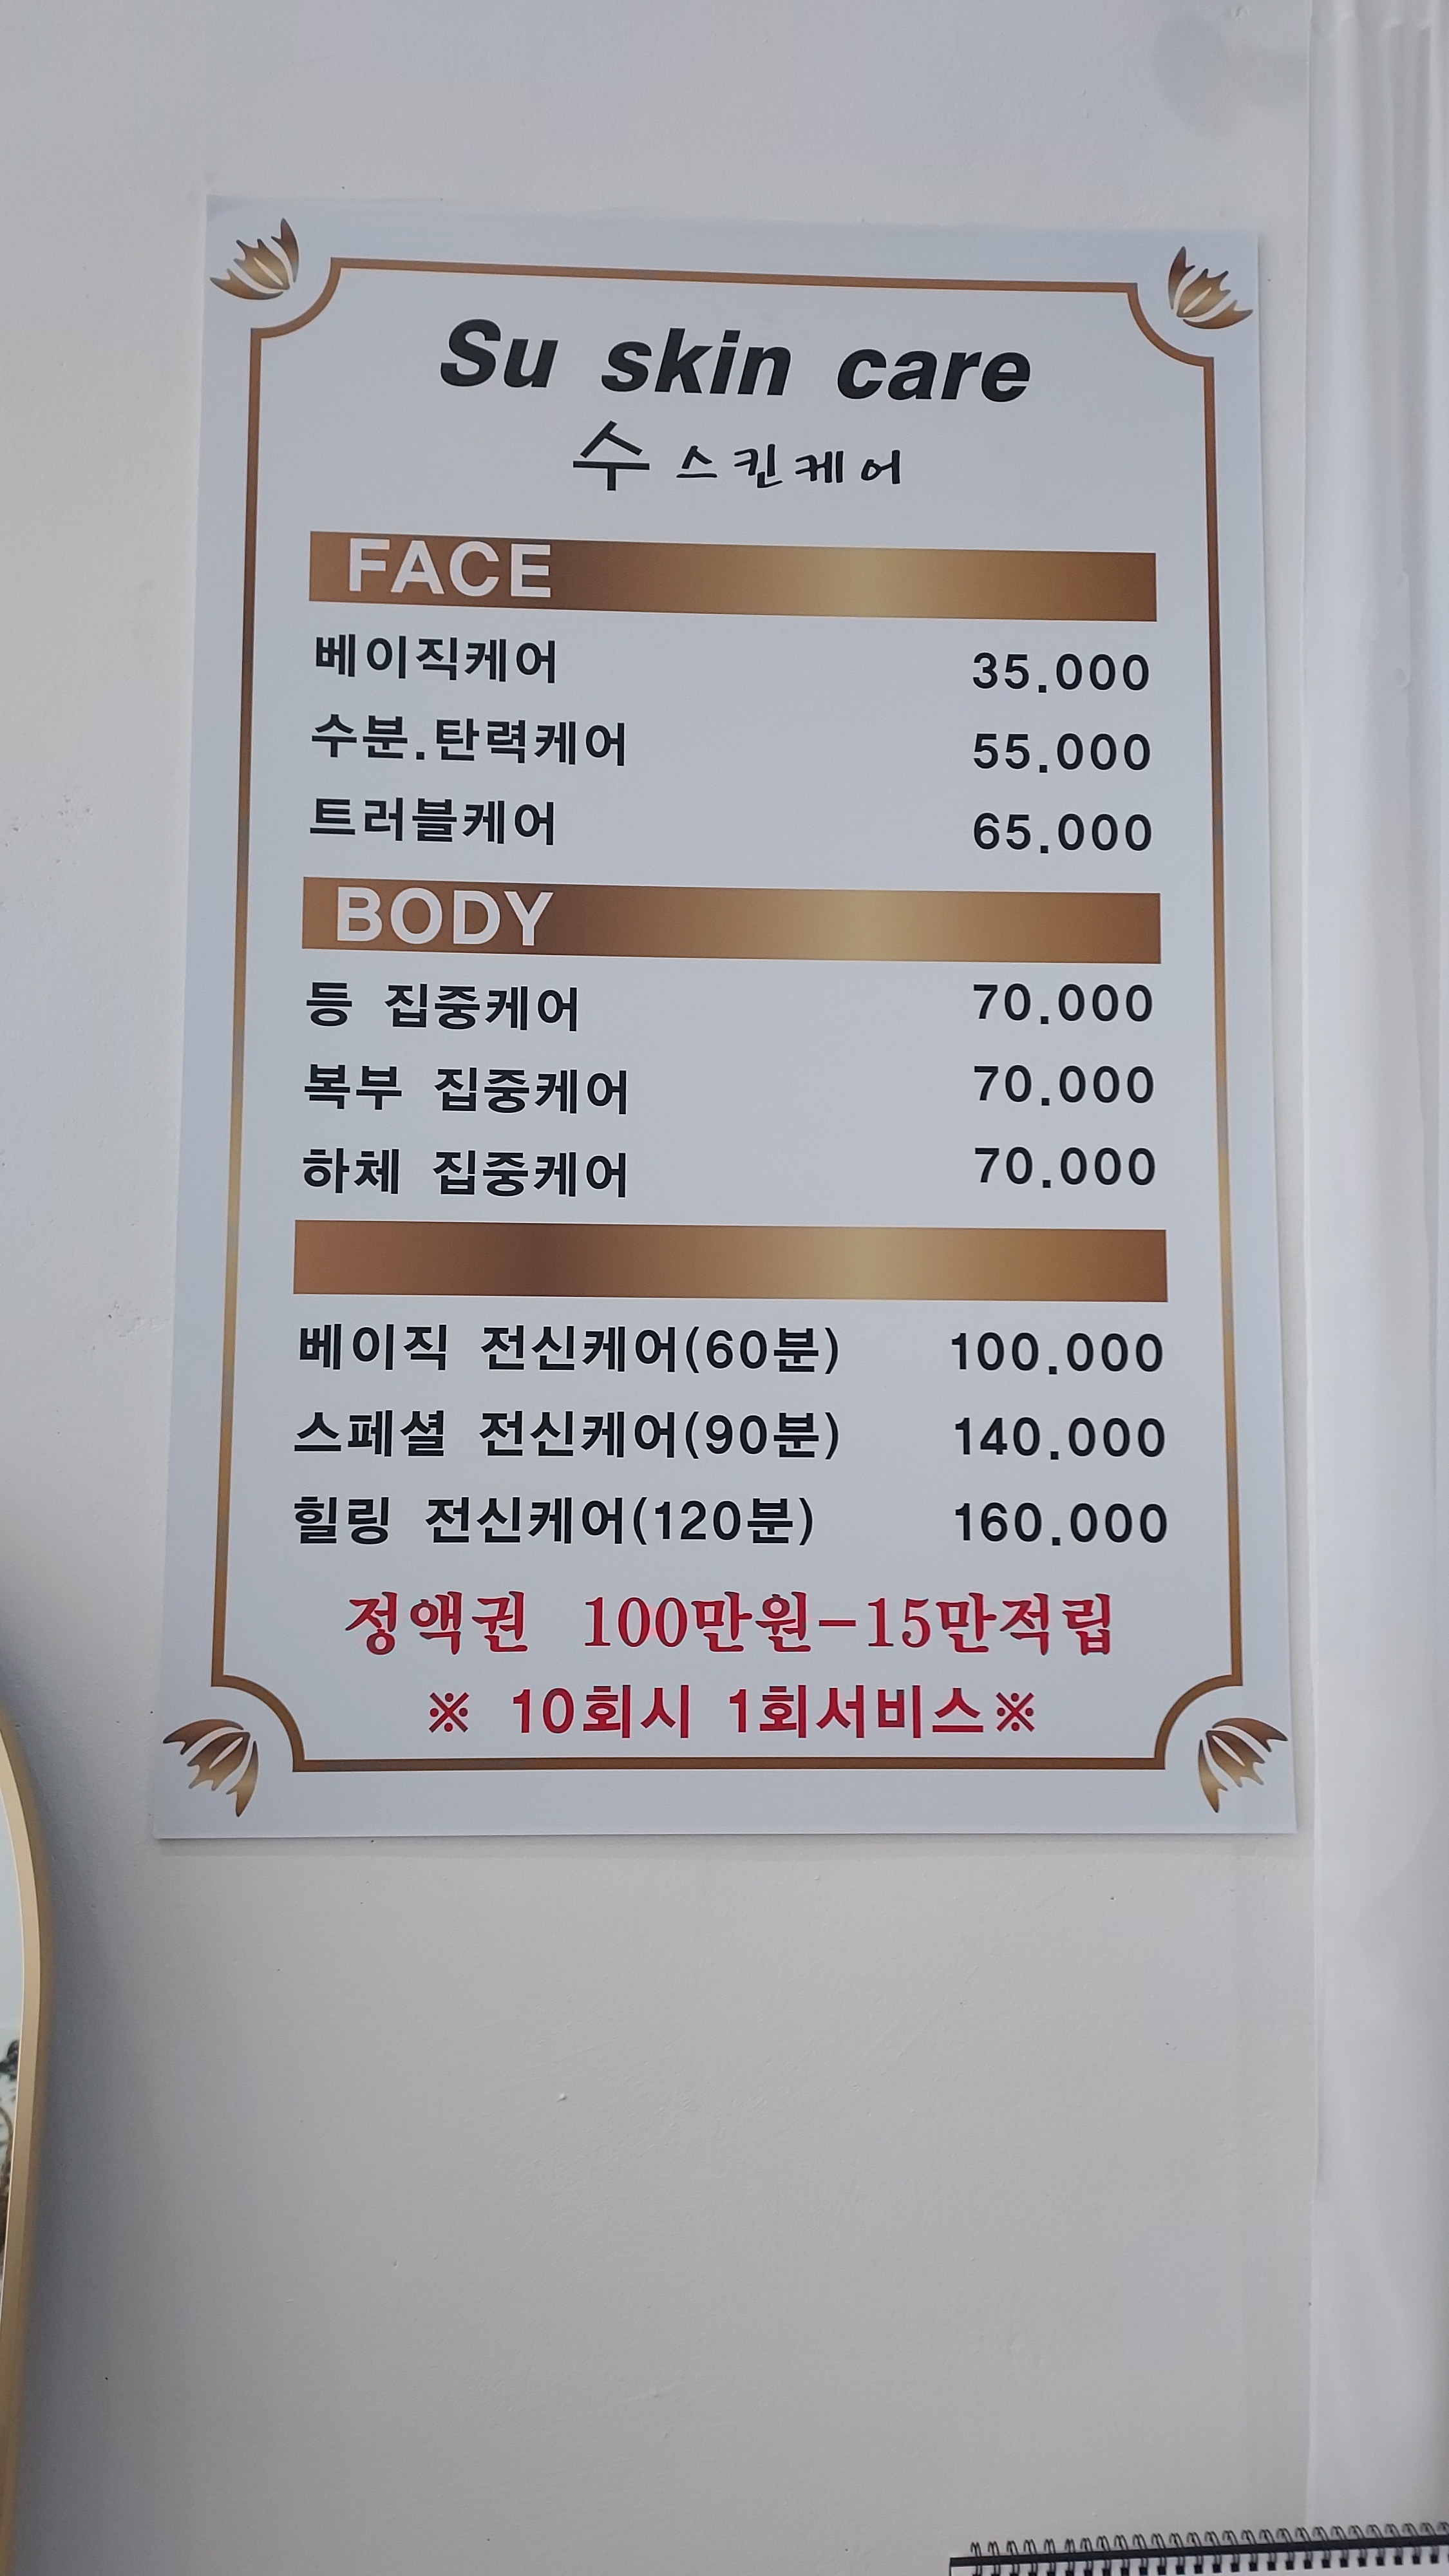 Su skin care
수 스킨케어
FACE
베이직케어 35.000
수분.탄력케어 55.000
트러블케어 65.000
BODY
등 집중케어 70.000
복부 집중케어 70.000
하체 집중케어 70.000
베이직 전신케어(60분) 100.000
스페셜 전신케어(90분) 140.000
힐링 전신케어(120분) 160.000
정액권 100만원-15만적립
※ 10회시 1회서비스※